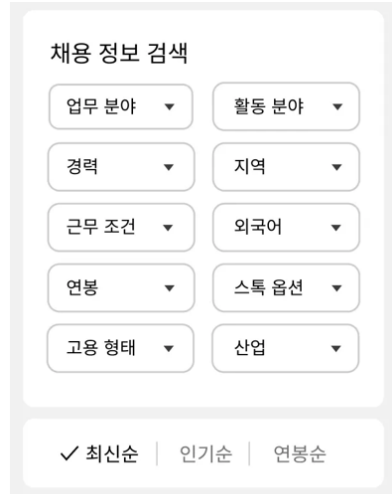 채용 정보 검색
업무 분야 활동 분야
경력 지역
근무 조건 외국어
연봉 스톡 옵션
고용 형태 산업
최신순 인기순 연봉순